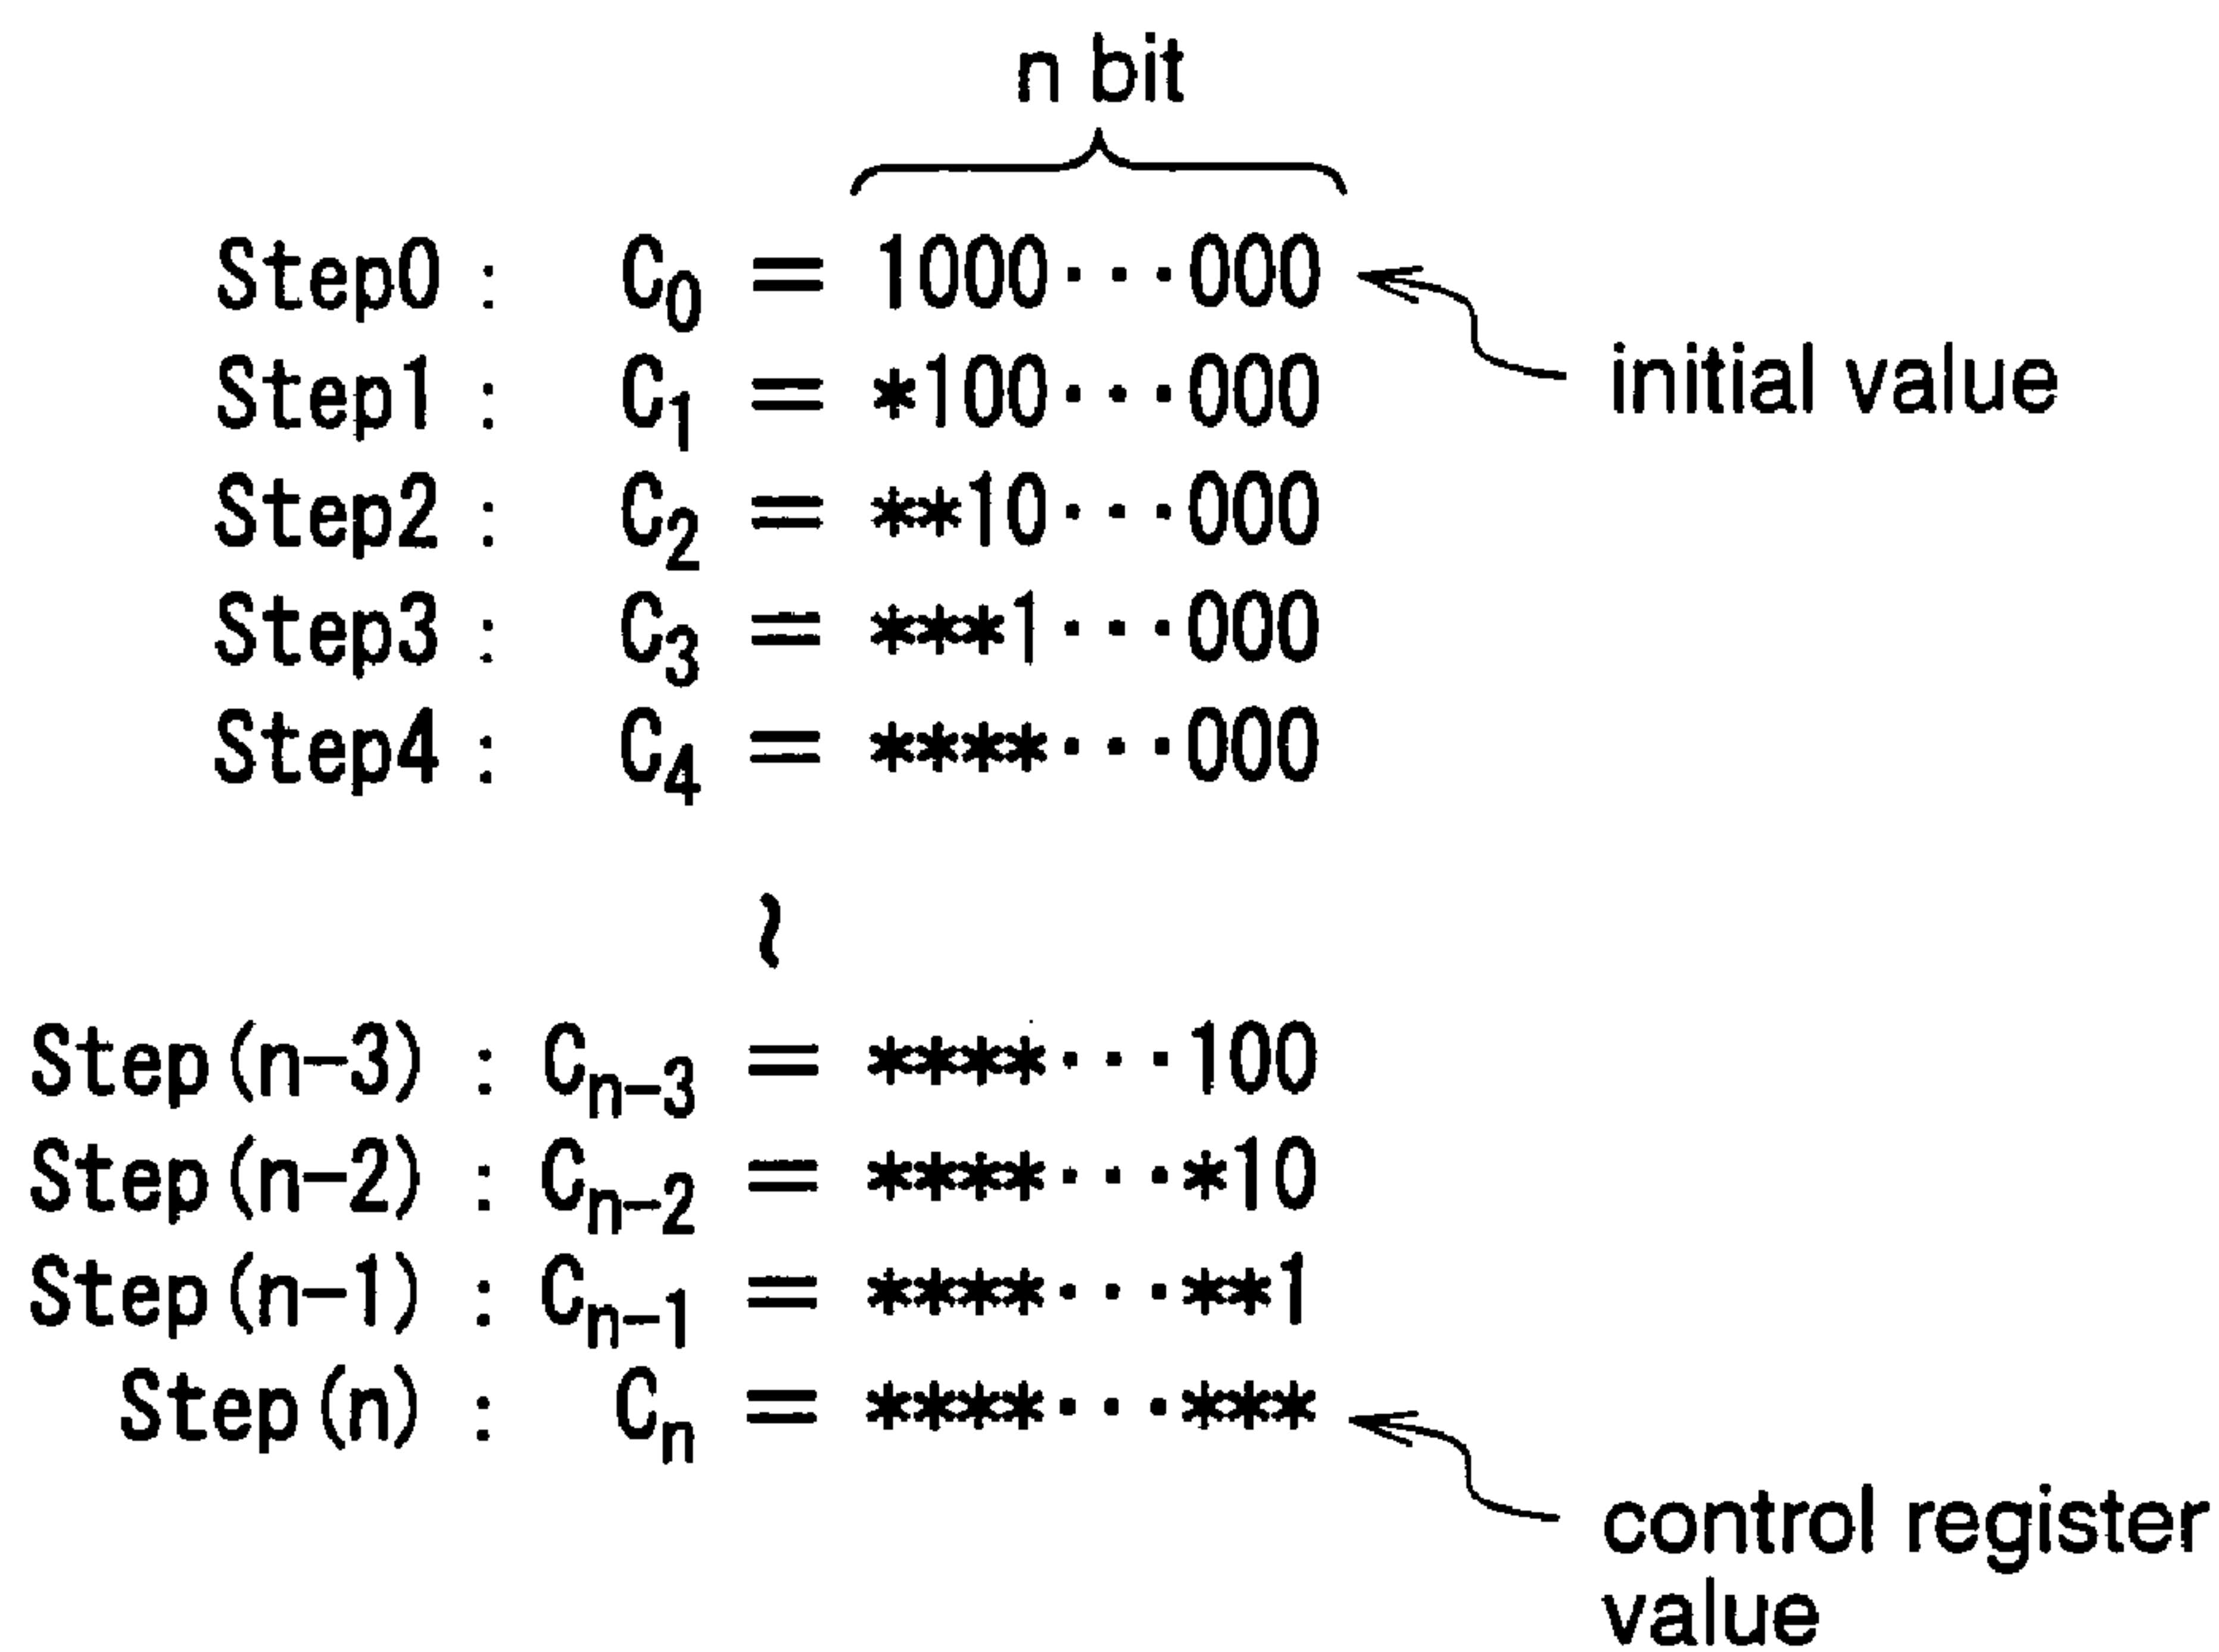 n bit
Step0 : C₀ = 1000···000
initial value
Step1 : C₁ = *100···000
Step2 : C₂ = **10···000
Step3 : C₃ = ***1···000
Step4 : C₄ = ****···000
~
Step(n-3) : Cₙ₋₃ = ****···100
Step(n-2) : Cₙ₋₂ = ****···*10
Step(n-1) : Cₙ₋₁ = ****···**1
Step(n) : Cₙ = ****···***
control register
value